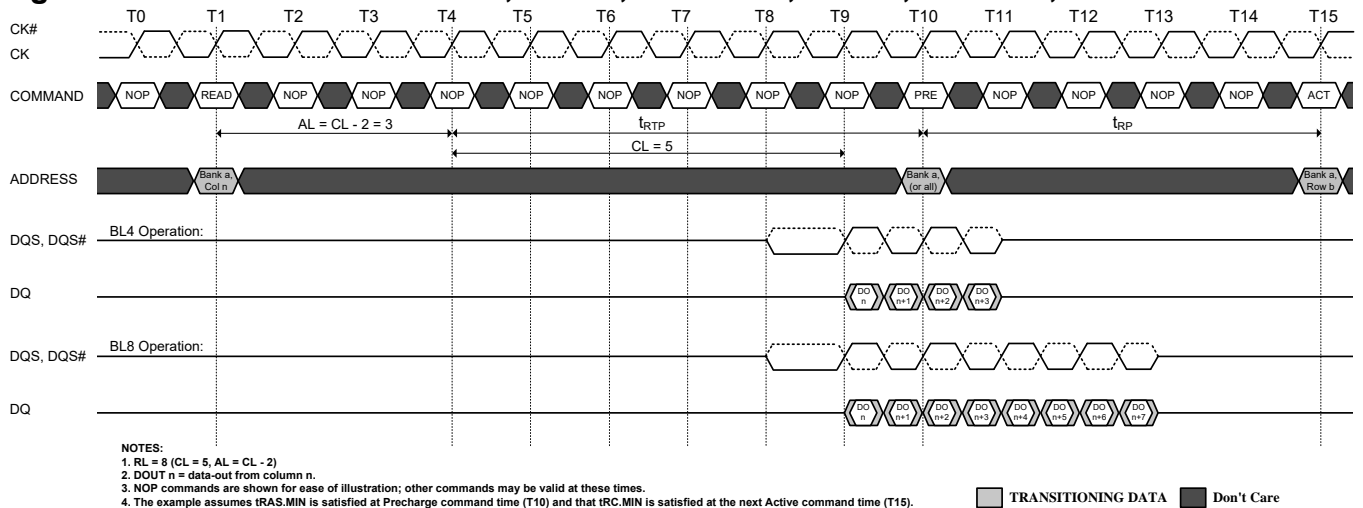 T0 T1 T2 T3 T4 T5 T6 T7 T8 T9 T10 T11 T12 T13 T14 T15
CK#
CK
COMMAND NOP READ NOP NOP NOP NOP NOP NOP NOP NOP PRE NOP NOP NOP NOP ACT
AL = CL - 2 = 3 tRTP tRP
CL = 5
ADDRESS Bank a, Col n Bank a, (or all) Bank a, Row b
BL4 Operation:
DQS, DQS#
DQ DO n DO n+1 DO n+2 DO n+3
BL8 Operation:
DQS, DQS#
DQ DO n DO n+1 DO n+2 DO n+3 DO n+4 DO n+5 DO n+6 DO n+7
NOTES:
1. RL = 8 (CL = 5, AL = CL - 2)
2. DOUT n = data-out from column n.
3. NOP commands are shown for ease of illustration; other commands may be valid at these times.
4. The example assumes tRAS.MIN is satisfied at Precharge command time (T10) and that tRC.MIN is satisfied at the next Active command time (T15).
TRANSITIONING DATA Don't Care